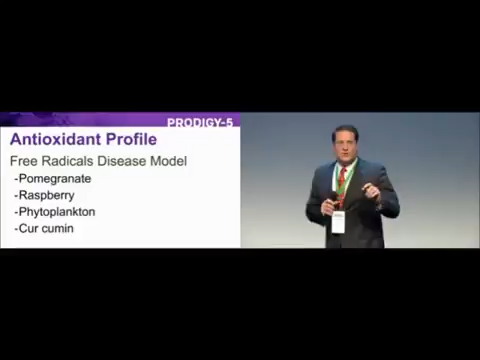 PRODIGY-5
Antioxidant Profile
Free Radicals Disease Model
-Pomegranate
-Raspberry
-Phytoplankton
-Cur cumin